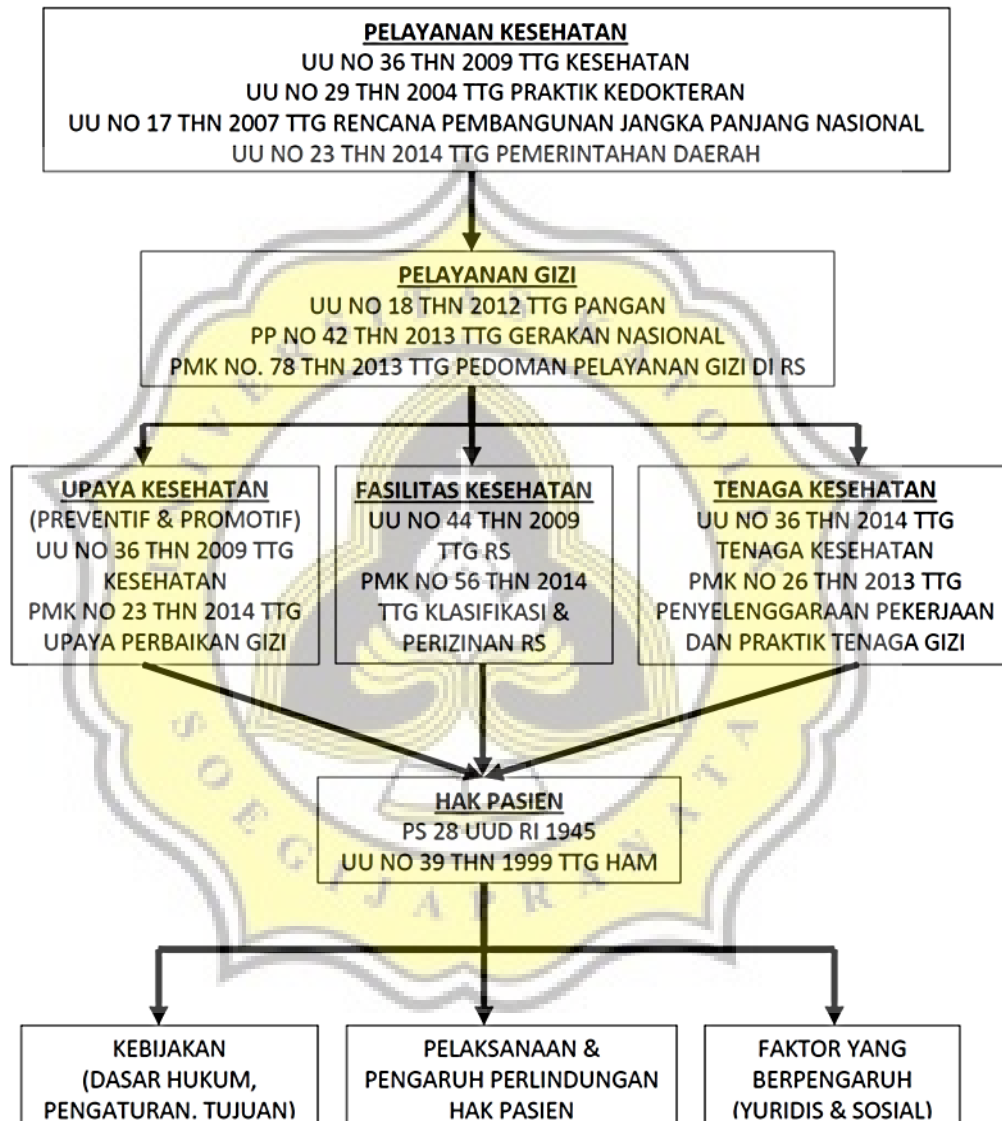 PELAYANAN KESEHATAN
UU NO 36 THN 2009 TTG KESEHATAN
UU NO 29 THN 2004 TTG PRAKTIK KEDOKTERAN
UU NO 17 THN 2007 TTG RENCANA PEMBANGUNAN JANGKA PANJANG NASIONAL
UU NO 23 THN 2014 TTG PEMERINTAHAN DAERAH
PELAYANAN GIZI
UU NO 18 THN 2012 TTG PANGAN
PP NO 42 THN 2013 TTG GERAKAN NASIONAL
PMK NO. 78 THN 2013 TTG PEDOMAN PELAYANAN GIZI DI RS
UPAYA KESEHATAN
(PREVENTIF & PROMOTIF)
UU NO 36 THN 2009 TTG
KESEHATAN
PMK NO 23 THN 2014 TTG
UPAYA PERBAIKAN GIZI
FASILITAS KESEHATAN
UU NO 44 THN 2009
TTG RS
PMK NO 56 THN 2014
TTG KLASIFIKASI &
PERIZINAN RS
TENAGA KESEHATAN
UU NO 36 THN 2014 TTG
TENAGA KESEHATAN
PMK NO 26 THN 2013 TTG
PENYELENGGARAAN PEKERJAAN
DAN PRAKTIK TENAGA GIZI
HAK PASIEN
PS 28 UUD RI 1945
UU NO 39 THN 1999 TTG HAM
KEBIJAKAN
(DASAR HUKUM,
PENGATURAN, TUJUAN)
PELAKSANAAN &
PENGARUH PERLINDUNGAN
HAK PASIEN
FAKTOR YANG
BERPENGARUH
(YURIDIS & SOSIAL)
UNIVERSITAS KATOLIK
SOEGIJAPRANATA